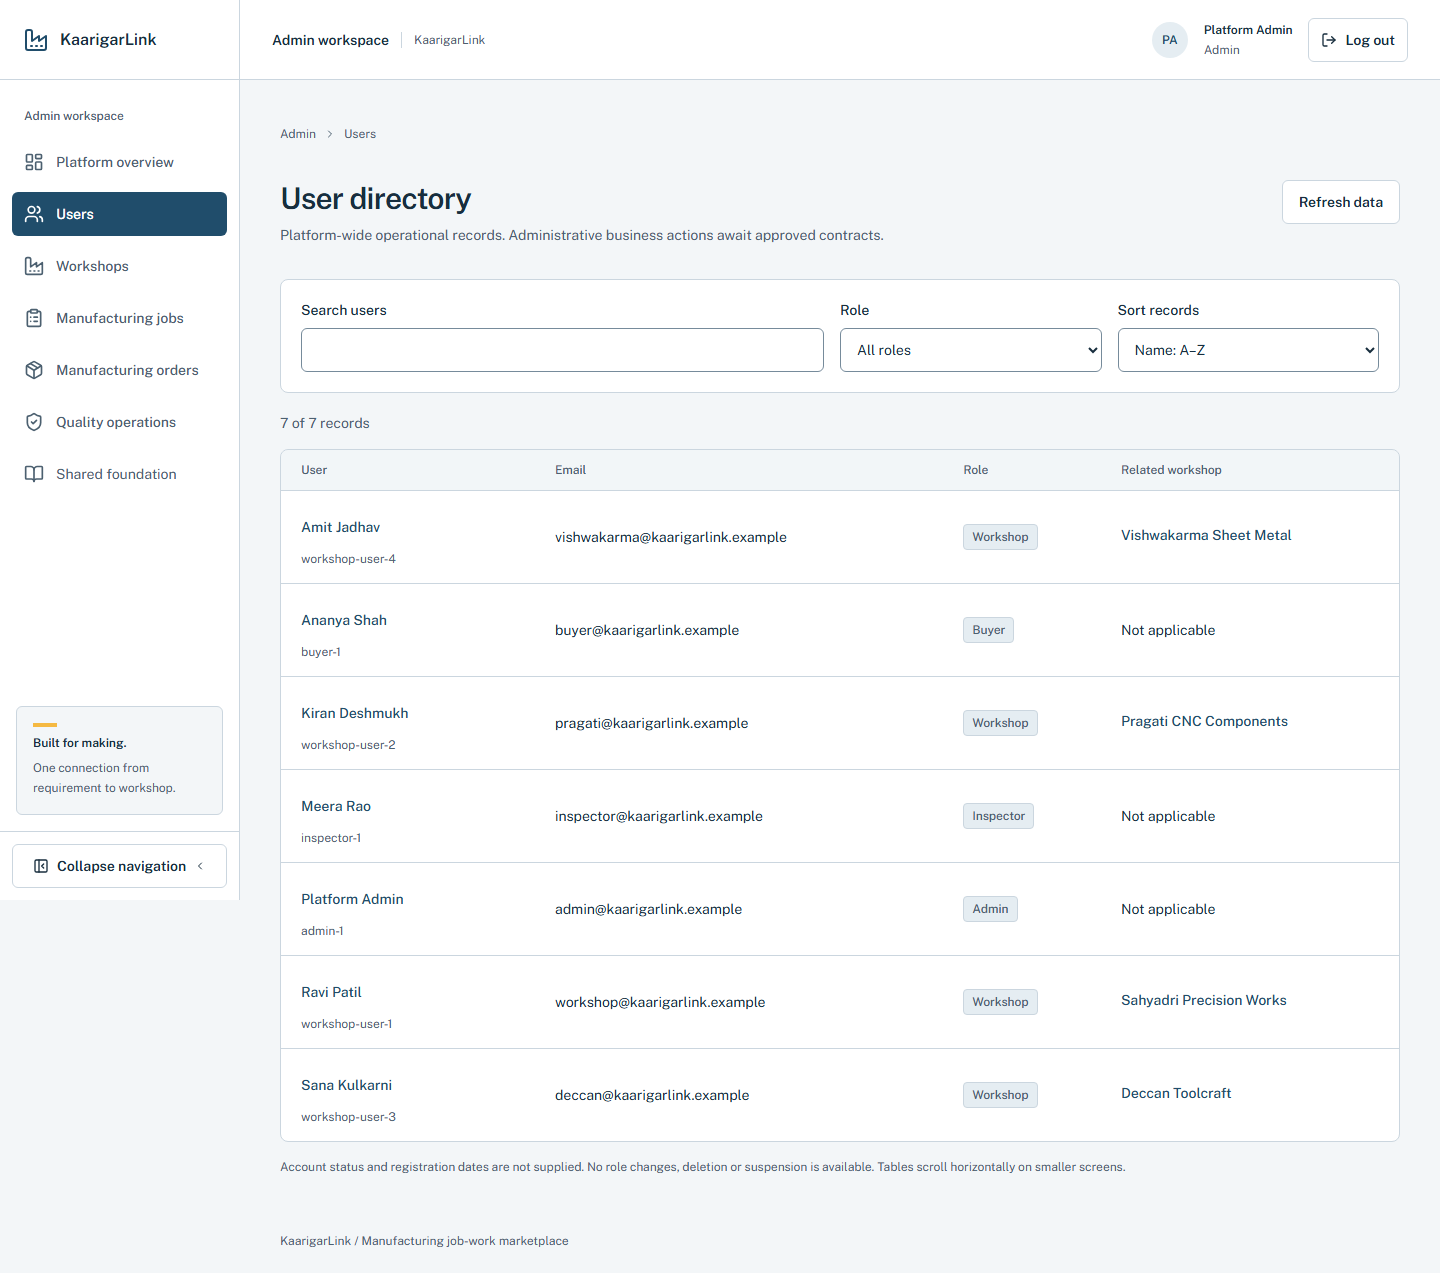 KaarigarLink
Admin workspace
KaarigarLink
PA
Platform Admin
Admin
Log out
Admin workspace
Platform overview
Users
Workshops
Manufacturing jobs
Manufacturing orders
Quality operations
Shared foundation
Built for making.
One connection from
requirement to workshop.
Collapse navigation
Admin > Users
User directory
Platform-wide operational records. Administrative business actions await approved contracts.
Refresh data
Search users
Role
Sort records
All roles
Name: A–Z
7 of 7 records
User Email Role Related workshop
Amit Jadhav
workshop-user-4
vishwakarma@kaarigarlink.example
Workshop
Vishwakarma Sheet Metal
Ananya Shah
buyer-1
buyer@kaarigarlink.example
Buyer
Not applicable
Kiran Deshmukh
workshop-user-2
pragati@kaarigarlink.example
Workshop
Pragati CNC Components
Meera Rao
inspector-1
inspector@kaarigarlink.example
Inspector
Not applicable
Platform Admin
admin-1
admin@kaarigarlink.example
Admin
Not applicable
Ravi Patil
workshop-user-1
workshop@kaarigarlink.example
Workshop
Sahyadri Precision Works
Sana Kulkarni
workshop-user-3
deccan@kaarigarlink.example
Workshop
Deccan Toolcraft
Account status and registration dates are not supplied. No role changes, deletion or suspension is available. Tables scroll horizontally on smaller screens.
KaarigarLink / Manufacturing job-work marketplace